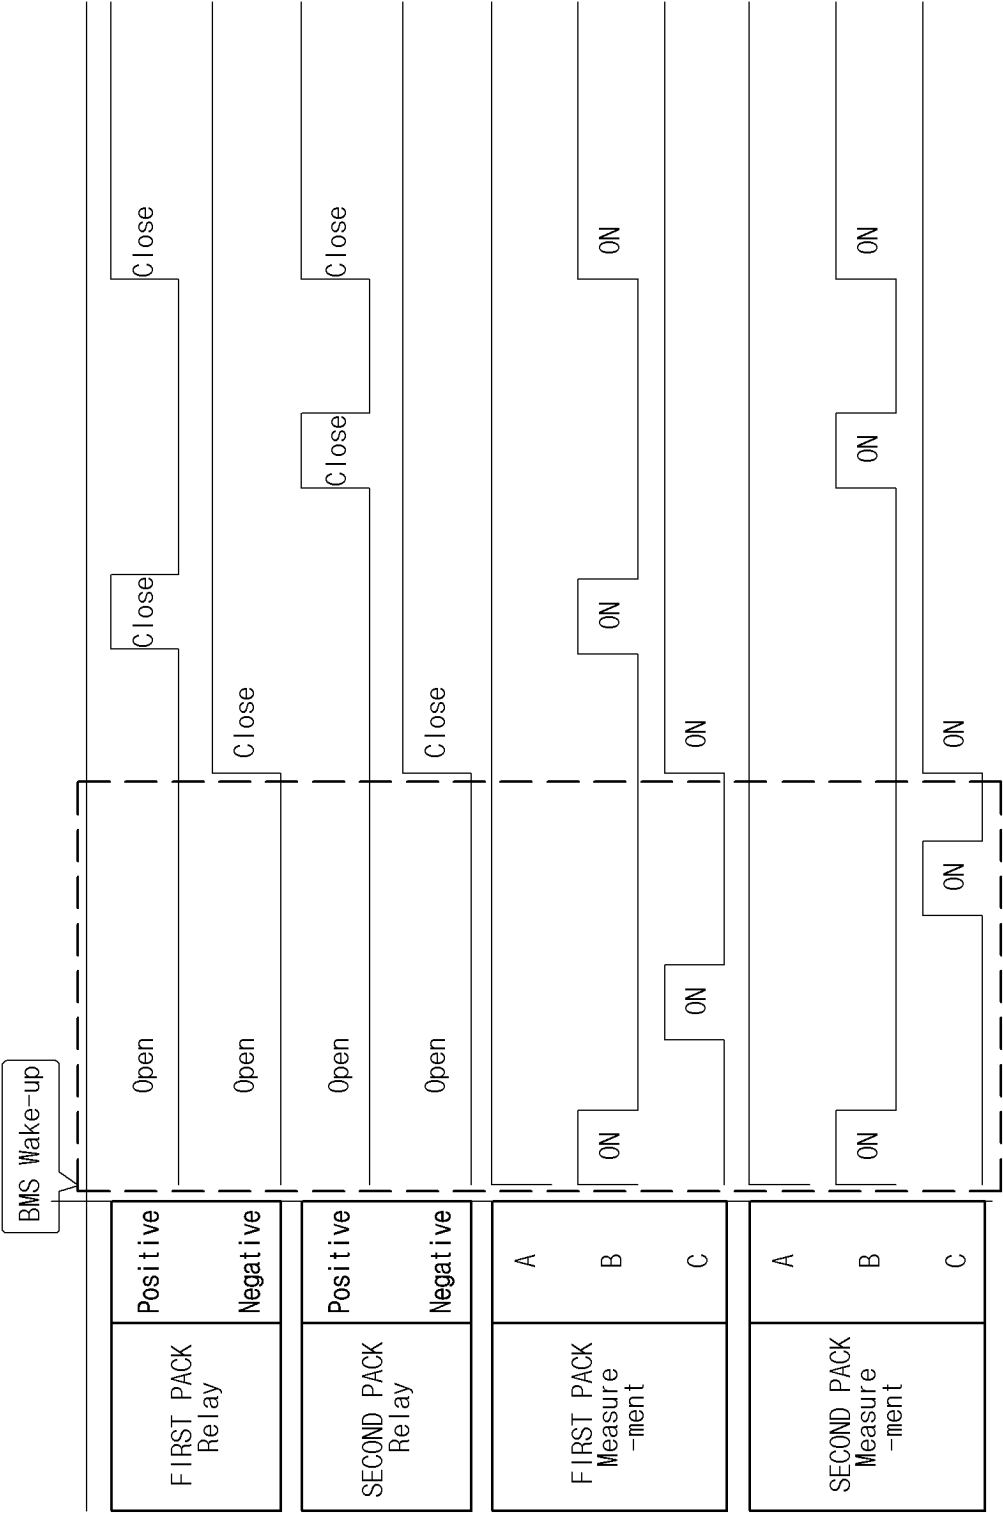 BMS Wake-up
FIRST PACK
Relay
Positive
Open
Close
Close
Negative
Open
Close
SECOND PACK
Relay
Positive
Open
Close
Close
Negative
Open
Close
FIRST PACK
Measure
-ment
A
B
ON
ON
ON
C
ON
ON
SECOND PACK
Measure
-ment
A
B
ON
ON
ON
C
ON
ON